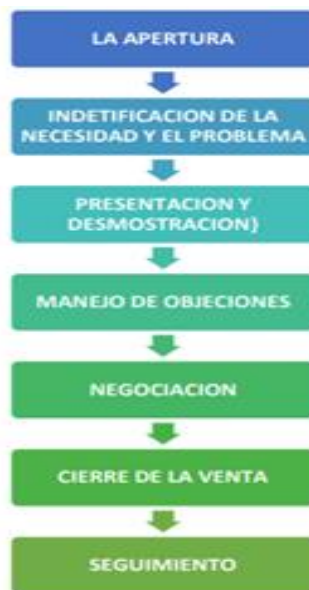 LA APERTURA
INDETIFICACION DE LA
NECESIDAD Y EL PROBLEMA
PRESENTACION Y
DESMOSTRACION}
MANEJO DE OBJECIONES
NEGOCIACION
CIERRE DE LA VENTA
SEGUIMIENTO